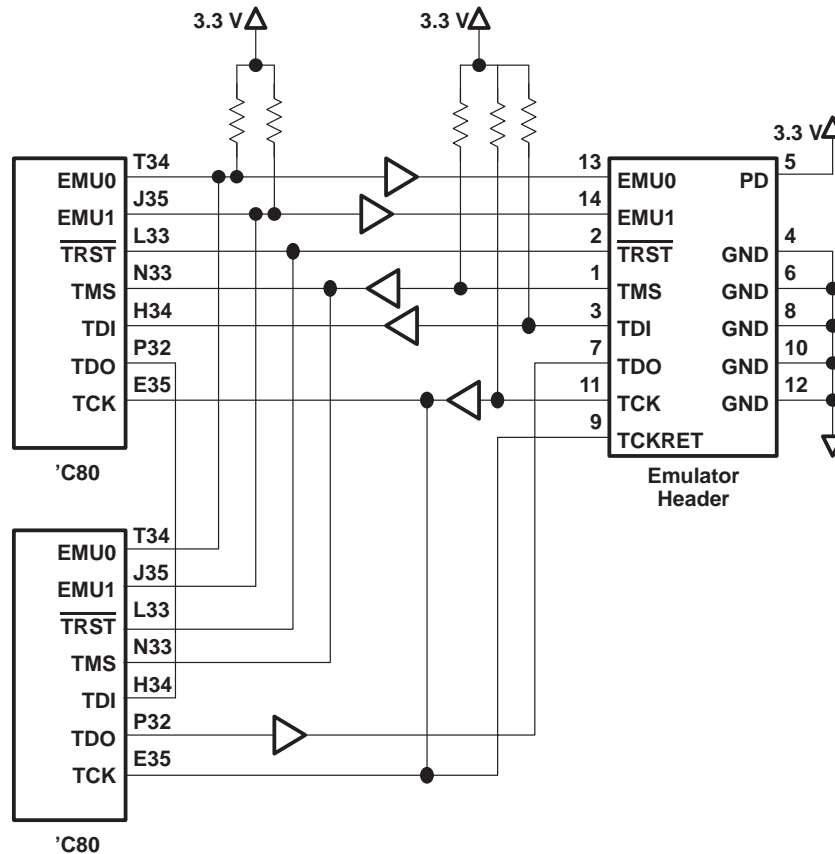 3.3 V
3.3 V
3.3 V
T34
EMU0
J35
EMU1
L33
TRST
N33
TMS
H34
TDI
P32
TDO
E35
TCK
'C80
13
EMU0
14
EMU1
2
TRST
1
TMS
3
TDI
7
TDO
11
TCK
9
TCKRET
5
PD
4
GND
6
GND
8
GND
10
GND
12
GND
Emulator
Header
T34
EMU0
J35
EMU1
L33
TRST
N33
TMS
H34
TDI
P32
TDO
E35
TCK
'C80